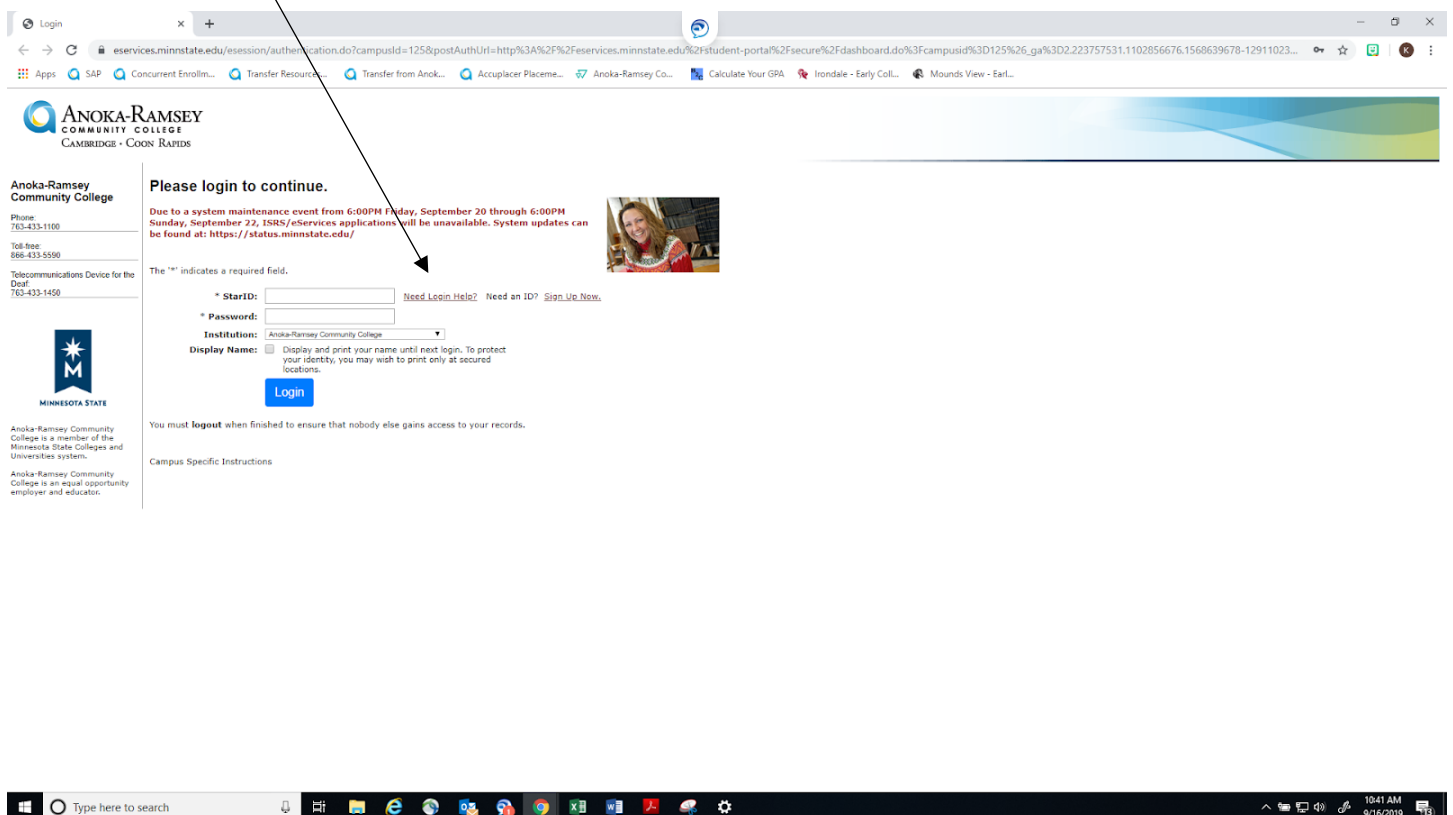 Login
eservices.minnstate.edu/esession/authentication.do?campusId=125&postAuthUrl=http%3A%2F%2Feservices.minnstate.edu%2Fstudent-portal%2Fsecure%2Fdashboard.do%3Fcampusid%3D125%26_ga%3D2.223757531.1102856676.1568639678-12911023...
K
Apps SAP Concurrent Enrollm... Transfer Resources... Transfer from Anok... Accuplacer Placeme... Anoka-Ramsey Co... Calculate Your GPA Irondale - Early Coll... Mounds View - Earl...
ANOKA-RAMSEY
COMMUNITY COLLEGE
CAMBRIDGE • COON RAPIDS
Anoka-Ramsey
Community College
Phone:
763-433-1100
Toll-free:
866-433-5590
Telecommunications Device for the
Deaf:
763-433-1450
M
MINNESOTA STATE
Anoka-Ramsey Community
College is a member of the
Minnesota State Colleges and
Universities system.
Anoka-Ramsey Community
College is an equal opportunity
employer and educator.
Please login to continue.
Due to a system maintenance event from 6:00PM Friday, September 20 through 6:00PM
Sunday, September 22, ISRS/eServices applications will be unavailable. System updates can
be found at: https://status.minnstate.edu/
The '*' indicates a required field.
* StarID: Need Login Help? Need an ID? Sign Up Now.
* Password:
Institution: Anoka-Ramsey Community College
Display Name: Display and print your name until next login. To protect
your identity, you may wish to print only at secured
locations.
Login
You must logout when finished to ensure that nobody else gains access to your records.
Campus Specific Instructions
Type here to search
10:41 AM
9/16/2019